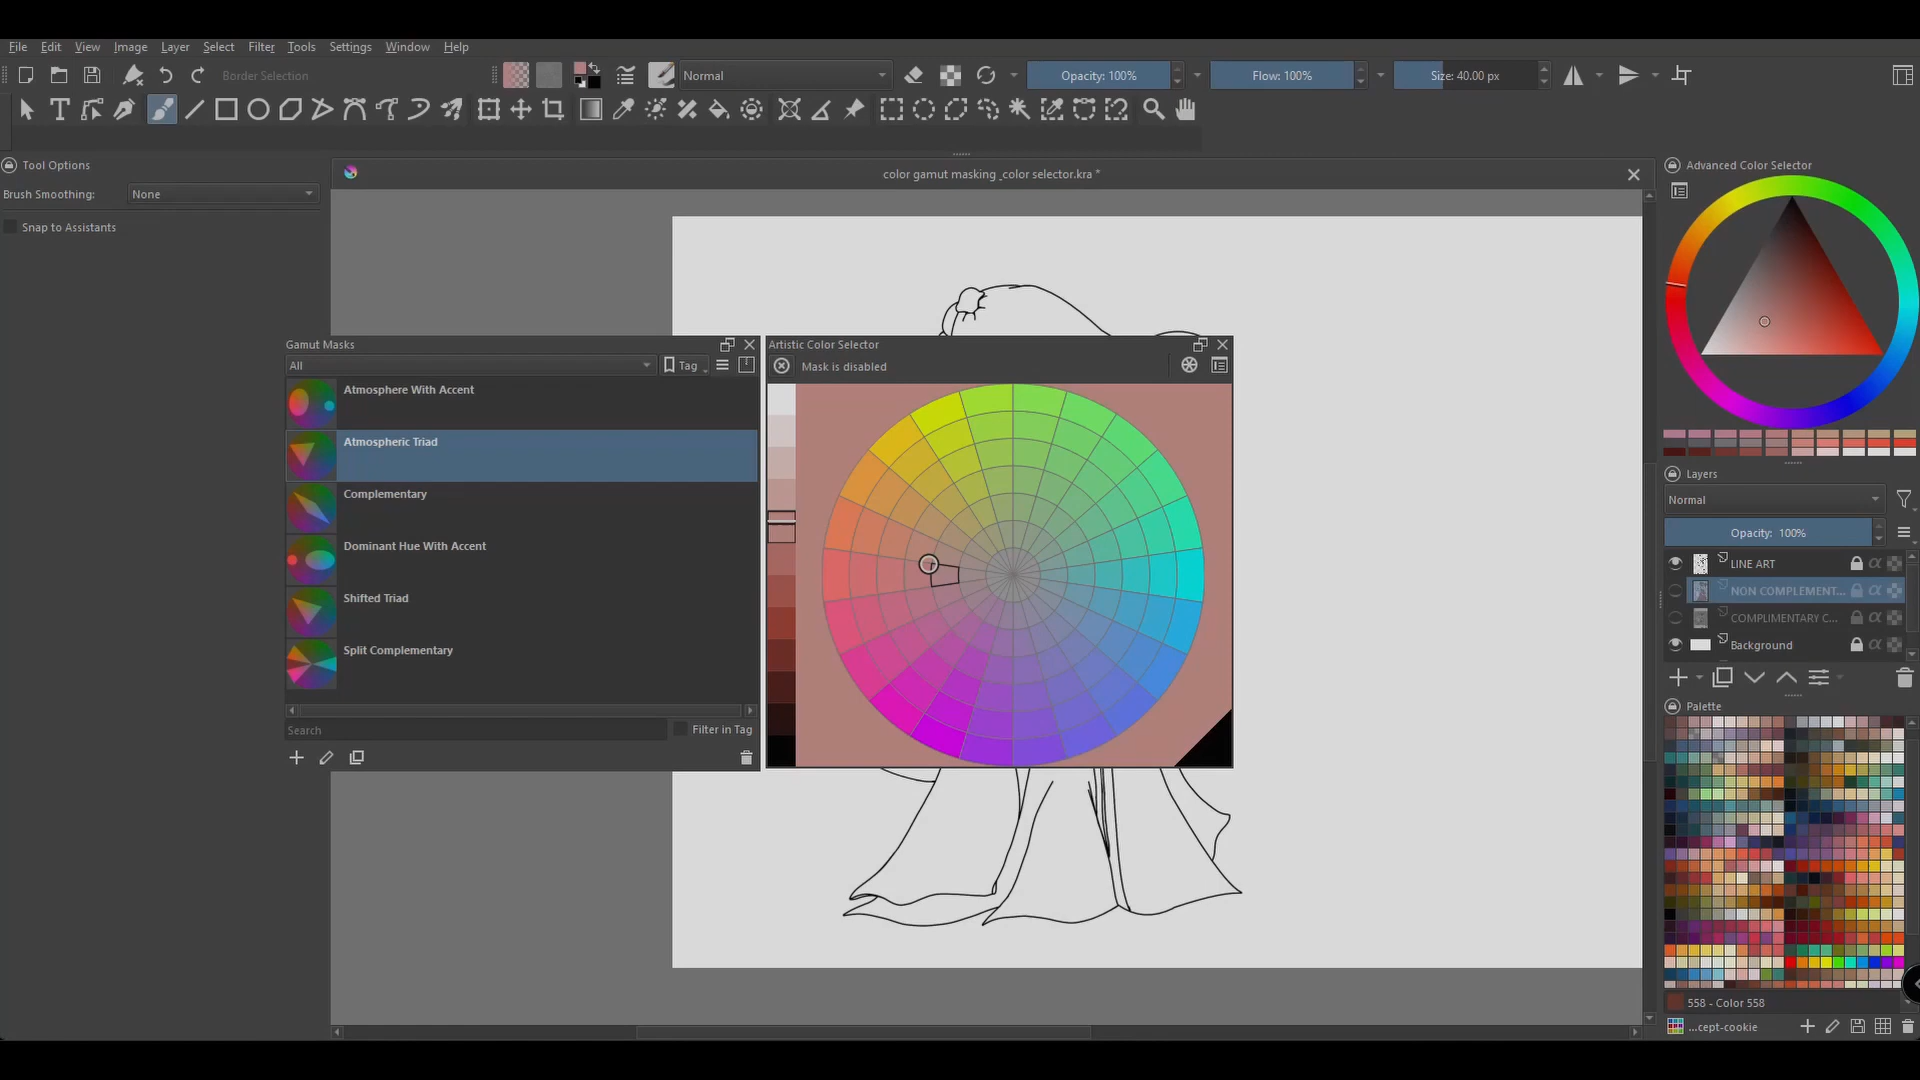 File Edit View Image Layer Select Filter Tools Settings Window Help
Border Selection
Normal
Opacity: 100%
Flow: 100%
Size: 40.00 px
Tool Options
Brush Smoothing: None
Snap to Assistants
color gamut masking _color selector.kra *
Gamut Masks
All
Tag
Atmosphere With Accent
Atmospheric Triad
Complementary
Dominant Hue With Accent
Shifted Triad
Split Complementary
Search
Filter in Tag
Artistic Color Selector
Mask is disabled
Advanced Color Selector
Layers
Normal
Opacity: 100%
LINE ART
NON COMPLEMENT...
COMPLIMENTARY C...
Background
Palette
558 - Color 558
...cept-cookie